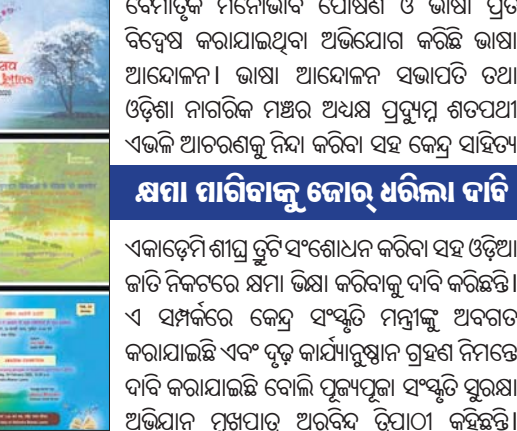 ବୈମାତୃକ ମନୋଭାବ ପୋଷଣ ଓ ଭାଷା ପ୍ରତି
ବିଦ୍ୱେଷ କରାଯାଇଥିବା ଅଭିଯୋଗ କରିଛି ଭାଷା
ଆନ୍ଦୋଳନ। ଭାଷା ଆନ୍ଦୋଳନ ସଭାପତି ତଥା
ଓଡ଼ିଶା ନାଗରିକ ମଞ୍ଚର ଅଧ୍ୟକ୍ଷ ପ୍ରଦ୍ୟୁମ୍ନ ଶତପଥୀ
ଏଭଳି ଆଚରଣକୁ ନିନ୍ଦା କରିବା ସହ କେନ୍ଦ୍ର ସାହିତ୍ୟ
କ୍ଷମା ମାଗିବାକୁ ଜୋର୍ ଧରିଲା ଦାବି
ଏକାଡ଼େମି ଶୀଘ୍ର ତ୍ରୁଟି ସଂଶୋଧନ କରିବା ସହ ଓଡ଼ିଆ
ଜାତି ନିକଟରେ କ୍ଷମା ଭିକ୍ଷା କରିବାକୁ ଦାବି କରିଛନ୍ତି।
ଏ ସମ୍ପର୍କରେ କେନ୍ଦ୍ର ସଂସ୍କୃତି ମନ୍ତ୍ରୀଙ୍କୁ ଅବଗତ
କରାଯାଇଛି ଏବଂ ଦୃଢ଼ କାର୍ଯ୍ୟାନୁଷ୍ଠାନ ଗ୍ରହଣ ନିମନ୍ତେ
ଦାବି କରାଯାଇଛି ବୋଲି ପୂଜ୍ୟପୂଜା ସଂସ୍କୃତି ସୁରକ୍ଷା
ଅଭିଯାନ ମୁଖପାତ୍ର ଅରବିନ୍ଦ ତ୍ରିପାଠୀ କହିଛନ୍ତି।